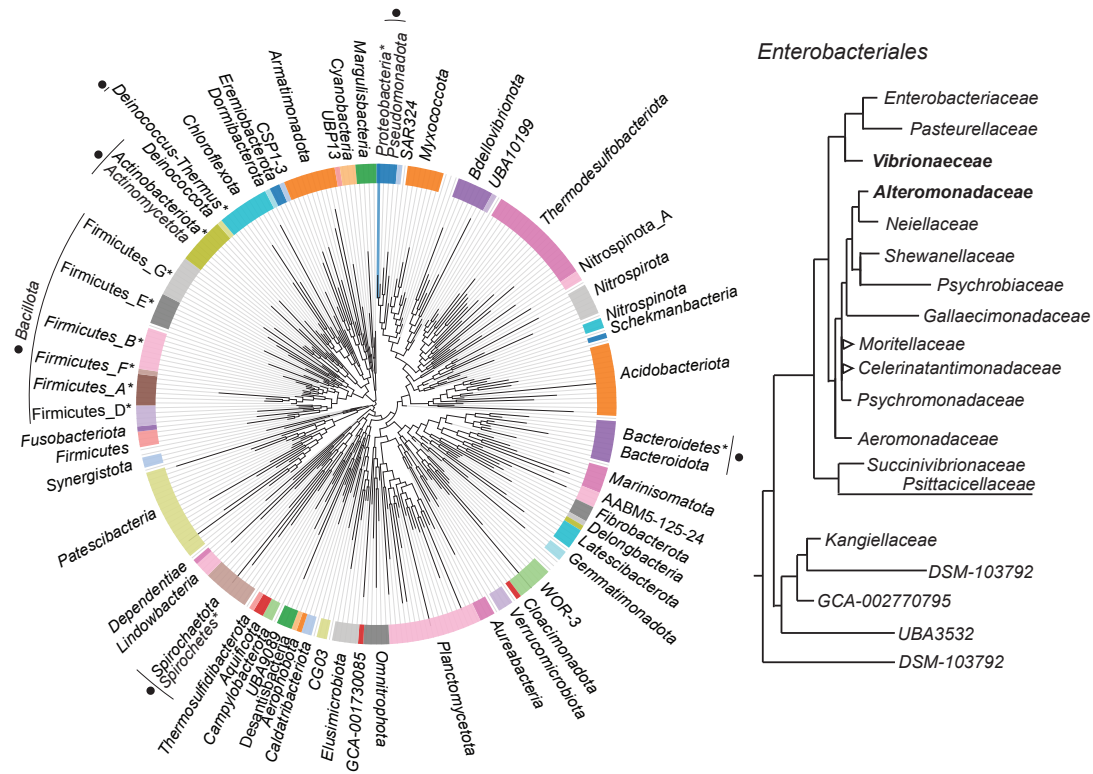 Proteobacteria*
Pseudomonadota
SAR324
Myxococcota
Bdellovibrionota
UBA10199
Thermodesulfobacteriota
Nitrospinota_A
Nitrospirota
Nitrospinota
Schekmanbacteria
Acidobacteriota
Bacteroidetes*
Bacteroidota
Marinisomatota
AABM5-125-24
Fibrobacterota
Delongbacteria
Latescibacterota
Gemmatimonadota
WOR-3
Cloacimonadota
Verrucomicrobiota
Aureabacteria
Planctomycetota
Omnitrophota
GCA-001730085
Elusimicrobiota
CG03
Caldatribacteriota
Aerophobota
Desantisbacteria
UBA9089
Campylobacterota
Aquificota
Thermosulfidibacterota
Spirochetes*
Spirochaetota
Lindowbacteria
Dependentiae
Patescibacteria
Synergistota
Firmicutes
Fusobacteriota
Firmicutes_D*
Firmicutes_A*
Firmicutes_F*
Firmicutes_B*
Firmicutes_E*
Firmicutes_G*
Bacillota
Actinomycetota
Actinobacteriota*
Deinococcota
Deinococcus-Thermus*
Chloroflexota
Dormibacterota
Eremiobacterota
CSP1-3
Armatimonadota
UBP13
Cyanobacteria
Margulisbacteria
Enterobacteriales
Enterobacteriaceae
Pasteurellaceae
Vibrionaeceae
Alteromonadaceae
Neiellaceae
Shewanellaceae
Psychrobiaceae
Gallaecimonadaceae
Moritellaceae
Celerinatantimonadaceae
Psychromonadaceae
Aeromonadaceae
Succinivibrionaceae
Psittacicellaceae
Kangiellaceae
DSM-103792
GCA-002770795
UBA3532
DSM-103792